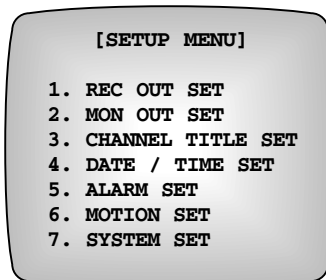 [SETUP MENU]
1. REC OUT SET
2. MON OUT SET
3. CHANNEL TITLE SET
4. DATE / TIME SET
5. ALARM SET
6. MOTION SET
7. SYSTEM SET